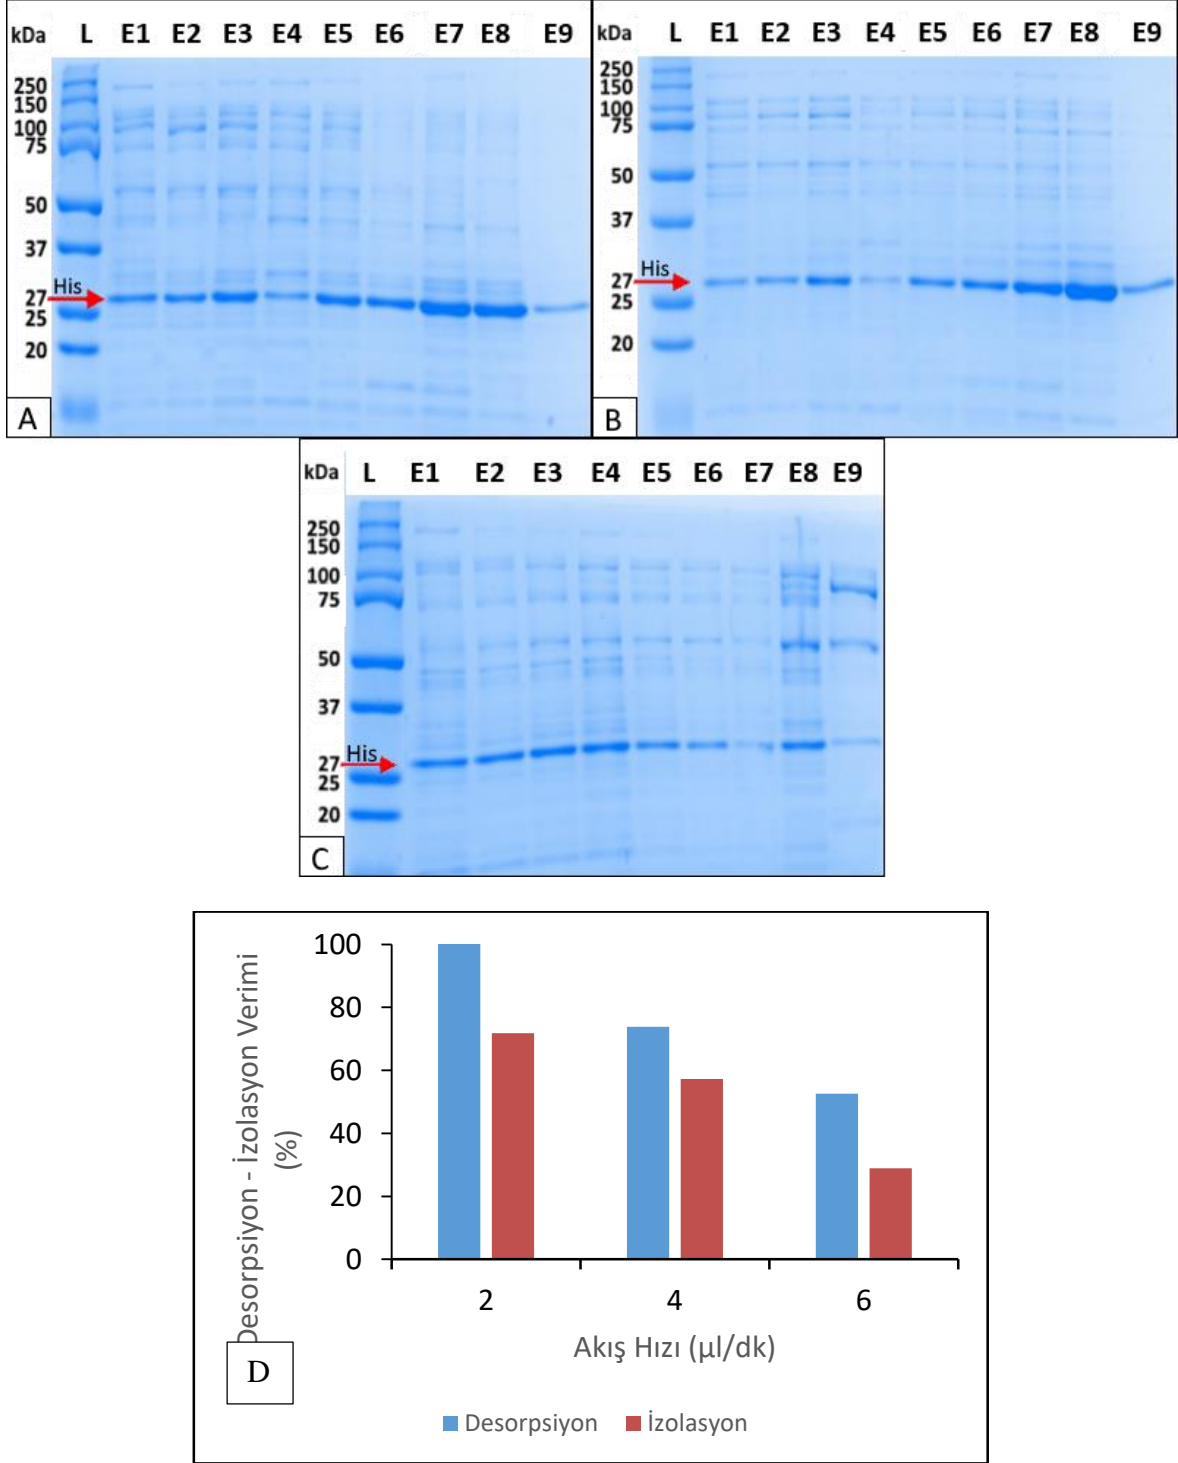 kDa L E1 E2 E3 E4 E5 E6 E7 E8 E9
250
150
100
75
50
37
His
27
25
20
A
kDa L E1 E2 E3 E4 E5 E6 E7 E8 E9
250
150
100
75
50
37
His
27
25
20
B
kDa L E1 E2 E3 E4 E5 E6 E7 E8 E9
250
150
100
75
50
37
His
27
25
20
C
Desorpsiyon - İzolasyon Verimi
(%)
100
80
60
40
20
0
2 4 6
Akış Hızı (µl/dk)
D
Desorpsiyon İzolasyon